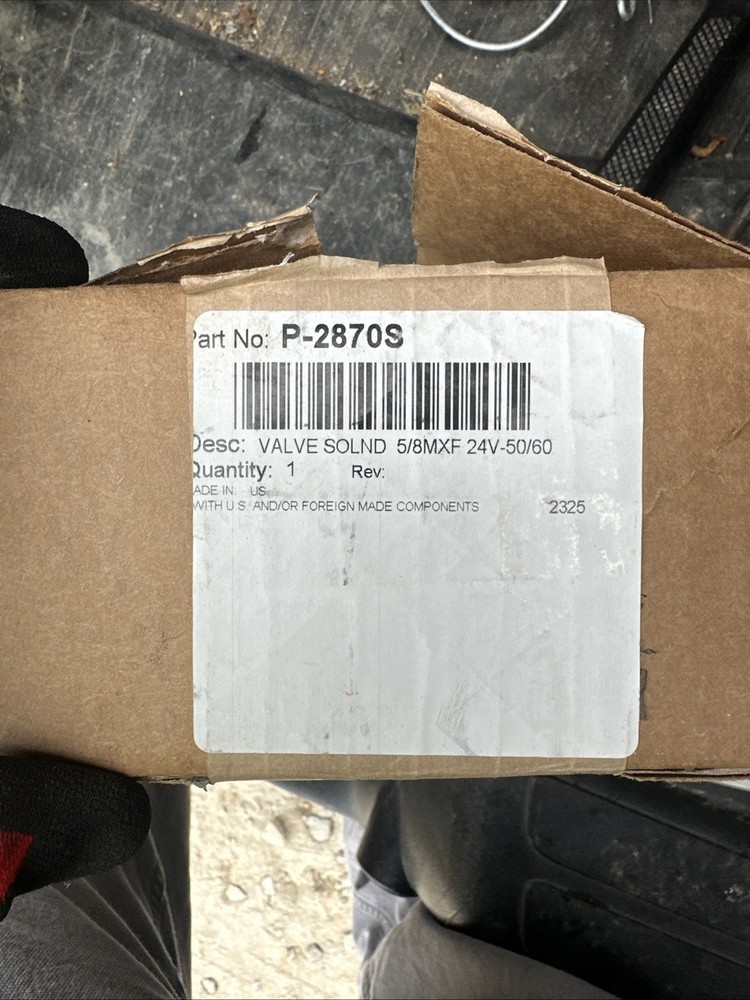 art No: P-2870S
Desc: VALVE SOLND 5/8MXF 24V-50/60
Quantity: 1 Rev:
ADE IN: US
WITH U.S. AND/OR FOREIGN MADE COMPONENTS 2325